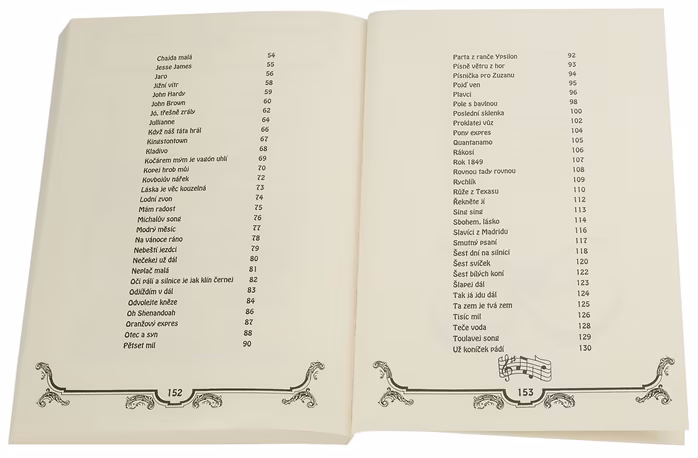 Chajda malá 54
Jesse James 55
Jaro 56
Jižní vítr 58
John Hardy 59
John Brown 60
Jó, třešně zrály 62
Jullianne 64
Když náš táta hrál 66
Kingstontown 67
Kladivo 68
Kočárem mým je vagón uhlí 69
Kopej hrob můj 70
Kovbojův nářek 72
Láska je věc kouzelná 73
Lodní zvon 74
Mám radost 75
Michalův song 76
Modrý měsíc 77
Na vánoce ráno 78
Nebeští jezdci 79
Nečekej už dál 80
Neplač malá 81
Oči pálí a silnice je jak klín černej 82
Odjíždím v dál 83
Odvolejte kněze 84
Oh Shenandoah 86
Oranžový expres 87
Otec a syn 88
Pětset mil 90
152
Parta z ranče Ypsilon 92
Písně větru z hor 93
Písnička pro Zuzanu 94
Pojď ven 95
Plavci 96
Pole s bavlnou 98
Poslední sklenka 100
Proklatej vůz 102
Pony expres 104
Quantanamo 105
Rákosí 106
Rok 1849 107
Rovnou tady rovnou 108
Rychlík 109
Růže z Texasu 110
Řekněte jí 112
Sing sing 113
Sbohem, lásko 114
Slavíci z Madridu 116
Smutný psaní 117
Šest dní na silnici 118
Šest svíček 120
Šest bílých koní 122
Šlapej dál 123
Tak já jdu dál 124
Ta zem je tvá zem 125
Tisíc mil 126
Teče voda 128
Toulavej song 129
Už koníček pádí 130
153